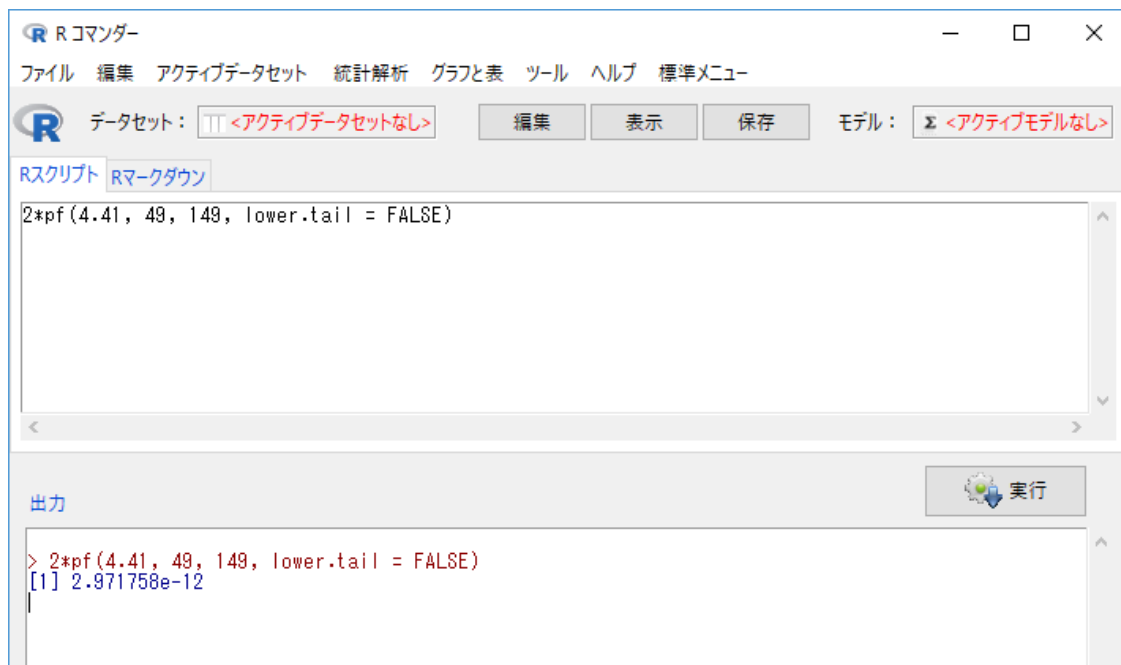 R コマンダー
ファイル 編集 アクティブデータセット 統計解析 グラフと表 ツール ヘルプ 標準メニュー
R データセット： <アクティブデータセットなし> 編集 表示 保存 モデル： Σ <アクティブモデルなし>
Rスクリプト Rマークダウン
2*pf(4.41, 49, 149, lower.tail = FALSE)
実行
出力
> 2*pf(4.41, 49, 149, lower.tail = FALSE)
[1] 2.971758e-12